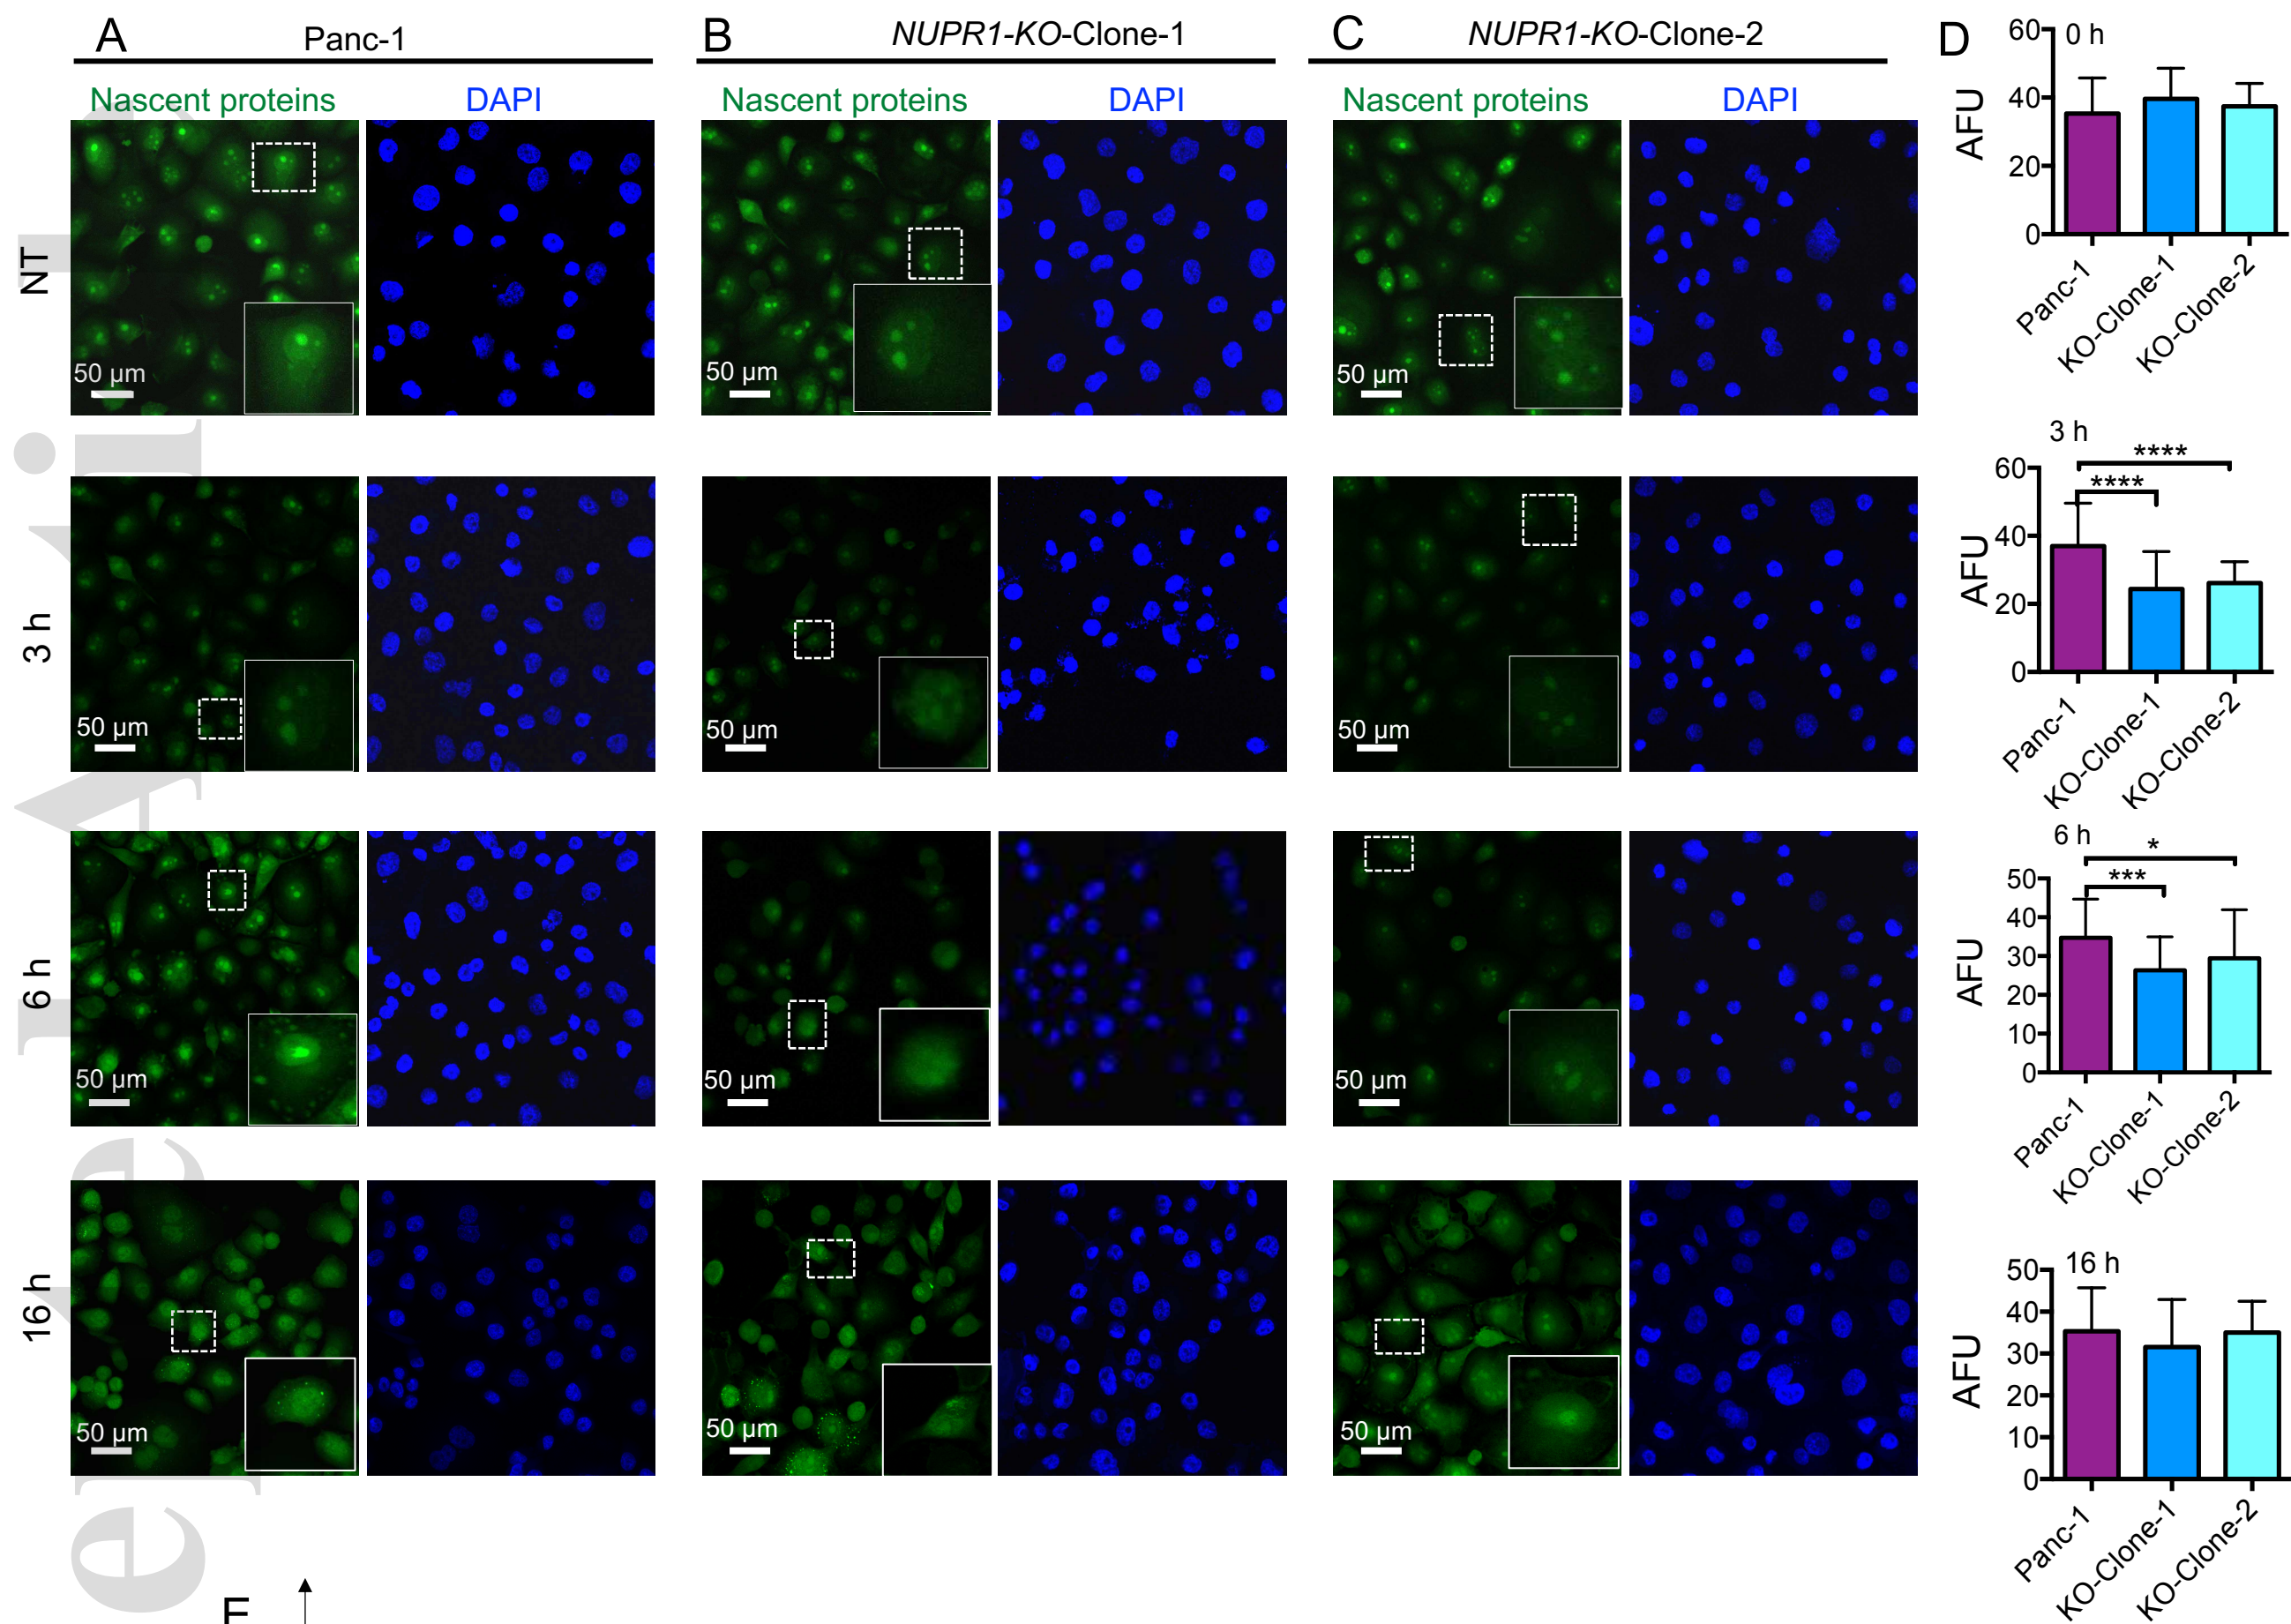 A
Panc-1
B
NUPR1-KO-Clone-1
C
NUPR1-KO-Clone-2
D
Nascent proteins
DAPI
Nascent proteins
DAPI
Nascent proteins
DAPI
NT
50 µm
50 µm
50 µm
3 h
50 µm
50 µm
50 µm
6 h
50 µm
50 µm
50 µm
16 h
50 µm
50 µm
50 µm
0 h
AFU
60
40
20
0
Panc-1
KO-Clone-1
KO-Clone-2
3 h
****
****
AFU
60
40
20
0
Panc-1
KO-Clone-1
KO-Clone-2
6 h
*
***
AFU
50
40
30
20
10
0
Panc-1
KO-Clone-1
KO-Clone-2
16 h
AFU
50
40
30
20
10
0
Panc-1
KO-Clone-1
KO-Clone-2